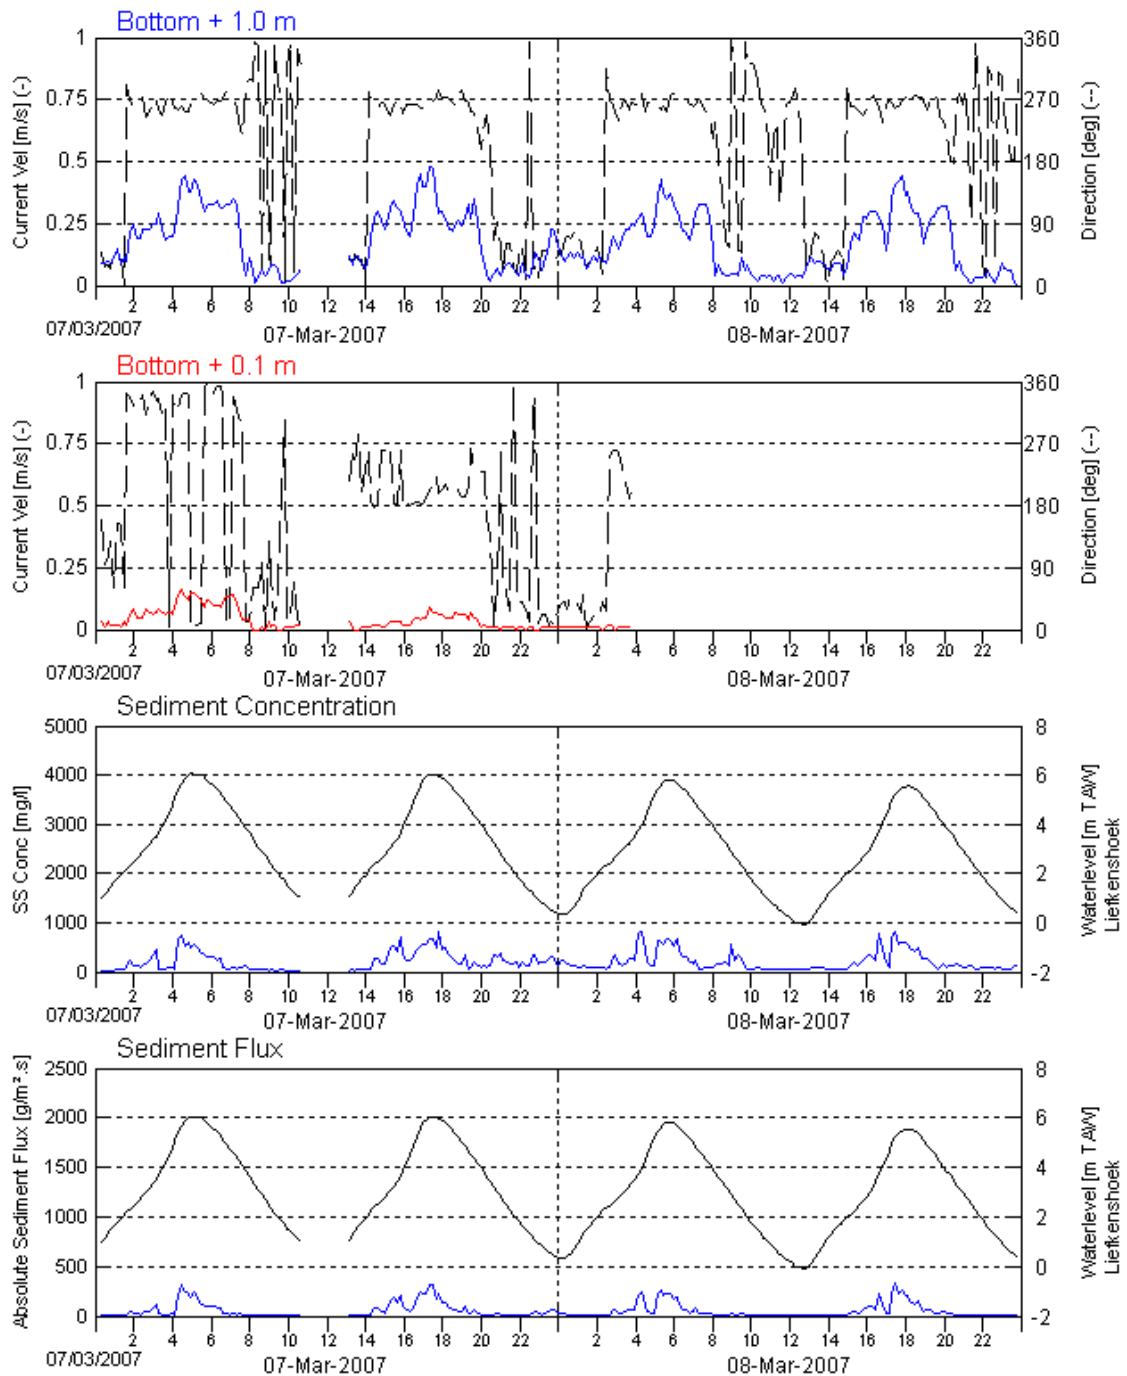 Bottom + 1.0 m
Current Vel [m/s] (-)
1
0.75
0.5
0.25
0
360
270
180
90
0
Direction [deg] (--)
2 4 6 8 10 12 14 16 18 20 22 2 4 6 8 10 12 14 16 18 20 22
07/03/2007
07-Mar-2007 08-Mar-2007
Bottom + 0.1 m
Current Vel [m/s] (-)
1
0.75
0.5
0.25
0
360
270
180
90
0
Direction [deg] (--)
2 4 6 8 10 12 14 16 18 20 22 2 4 6 8 10 12 14 16 18 20 22
07/03/2007
07-Mar-2007 08-Mar-2007
Sediment Concentration
SS Conc [mg/l]
5000
4000
3000
2000
1000
0
8
6
4
2
0
-2
Waterlevel [m TAW]
Liefkenshoek
2 4 6 8 10 12 14 16 18 20 22 2 4 6 8 10 12 14 16 18 20 22
07/03/2007
07-Mar-2007 08-Mar-2007
Sediment Flux
Absolute Sediment Flux [g/m².s]
2500
2000
1500
1000
500
0
8
6
4
2
0
-2
Waterlevel [m TAW]
Liefkenshoek
2 4 6 8 10 12 14 16 18 20 22 2 4 6 8 10 12 14 16 18 20 22
07/03/2007
07-Mar-2007 08-Mar-2007